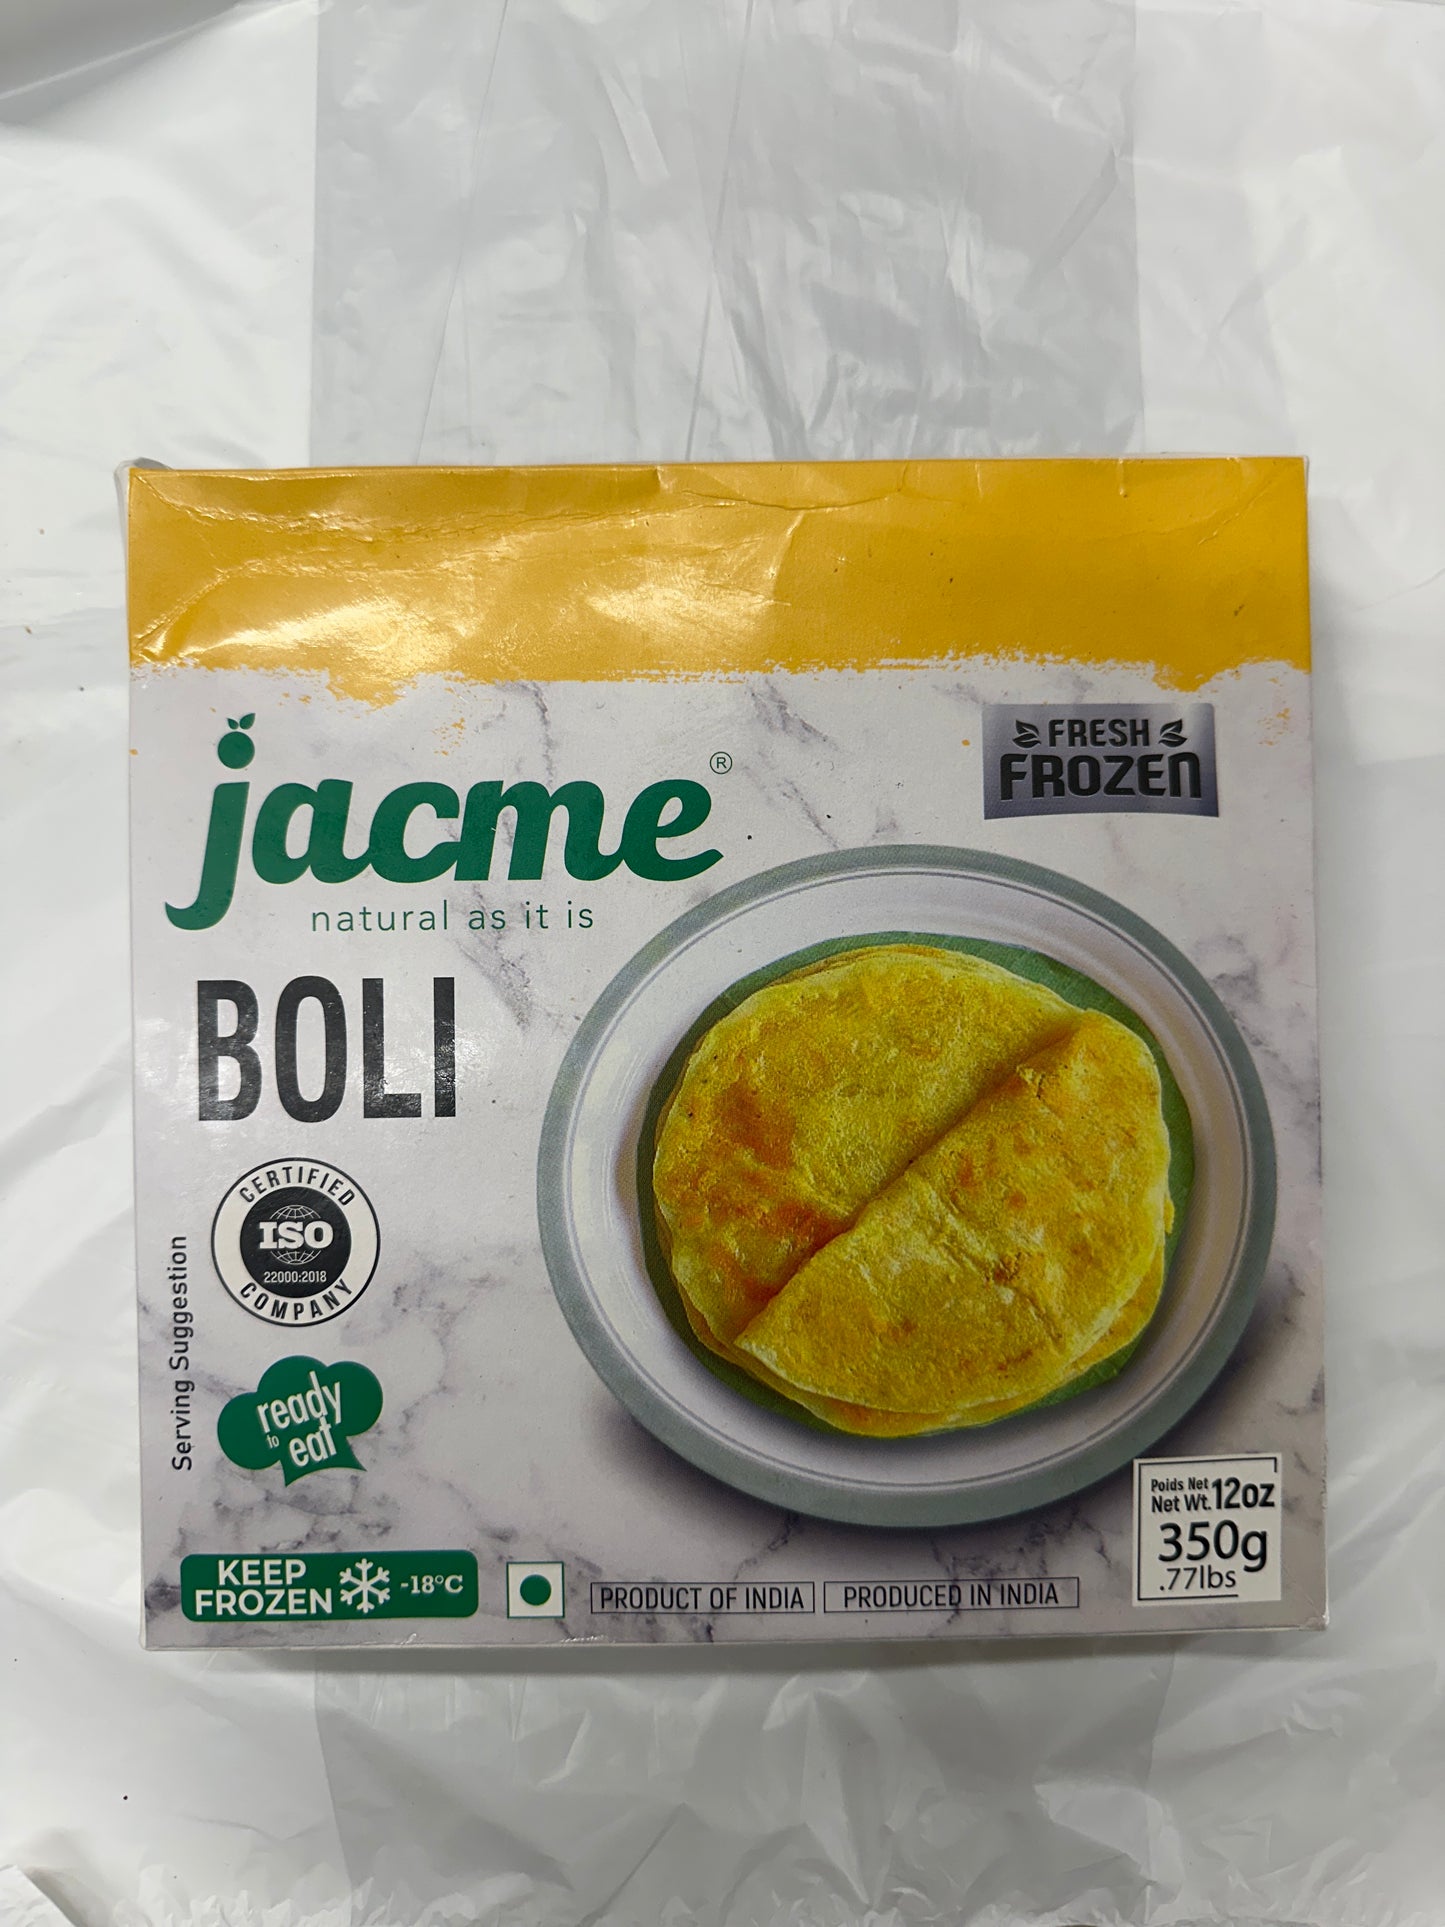 jacme®
natural as it is
FRESH
FROZEN
BOLI
CERTIFIED
ISO
22000:2018
COMPANY
Serving Suggestion
ready
to
eat
KEEP
FROZEN
-18°C
PRODUCT OF INDIA
PRODUCED IN INDIA
Poids Net
Net Wt. 12oz
350g
.77lbs